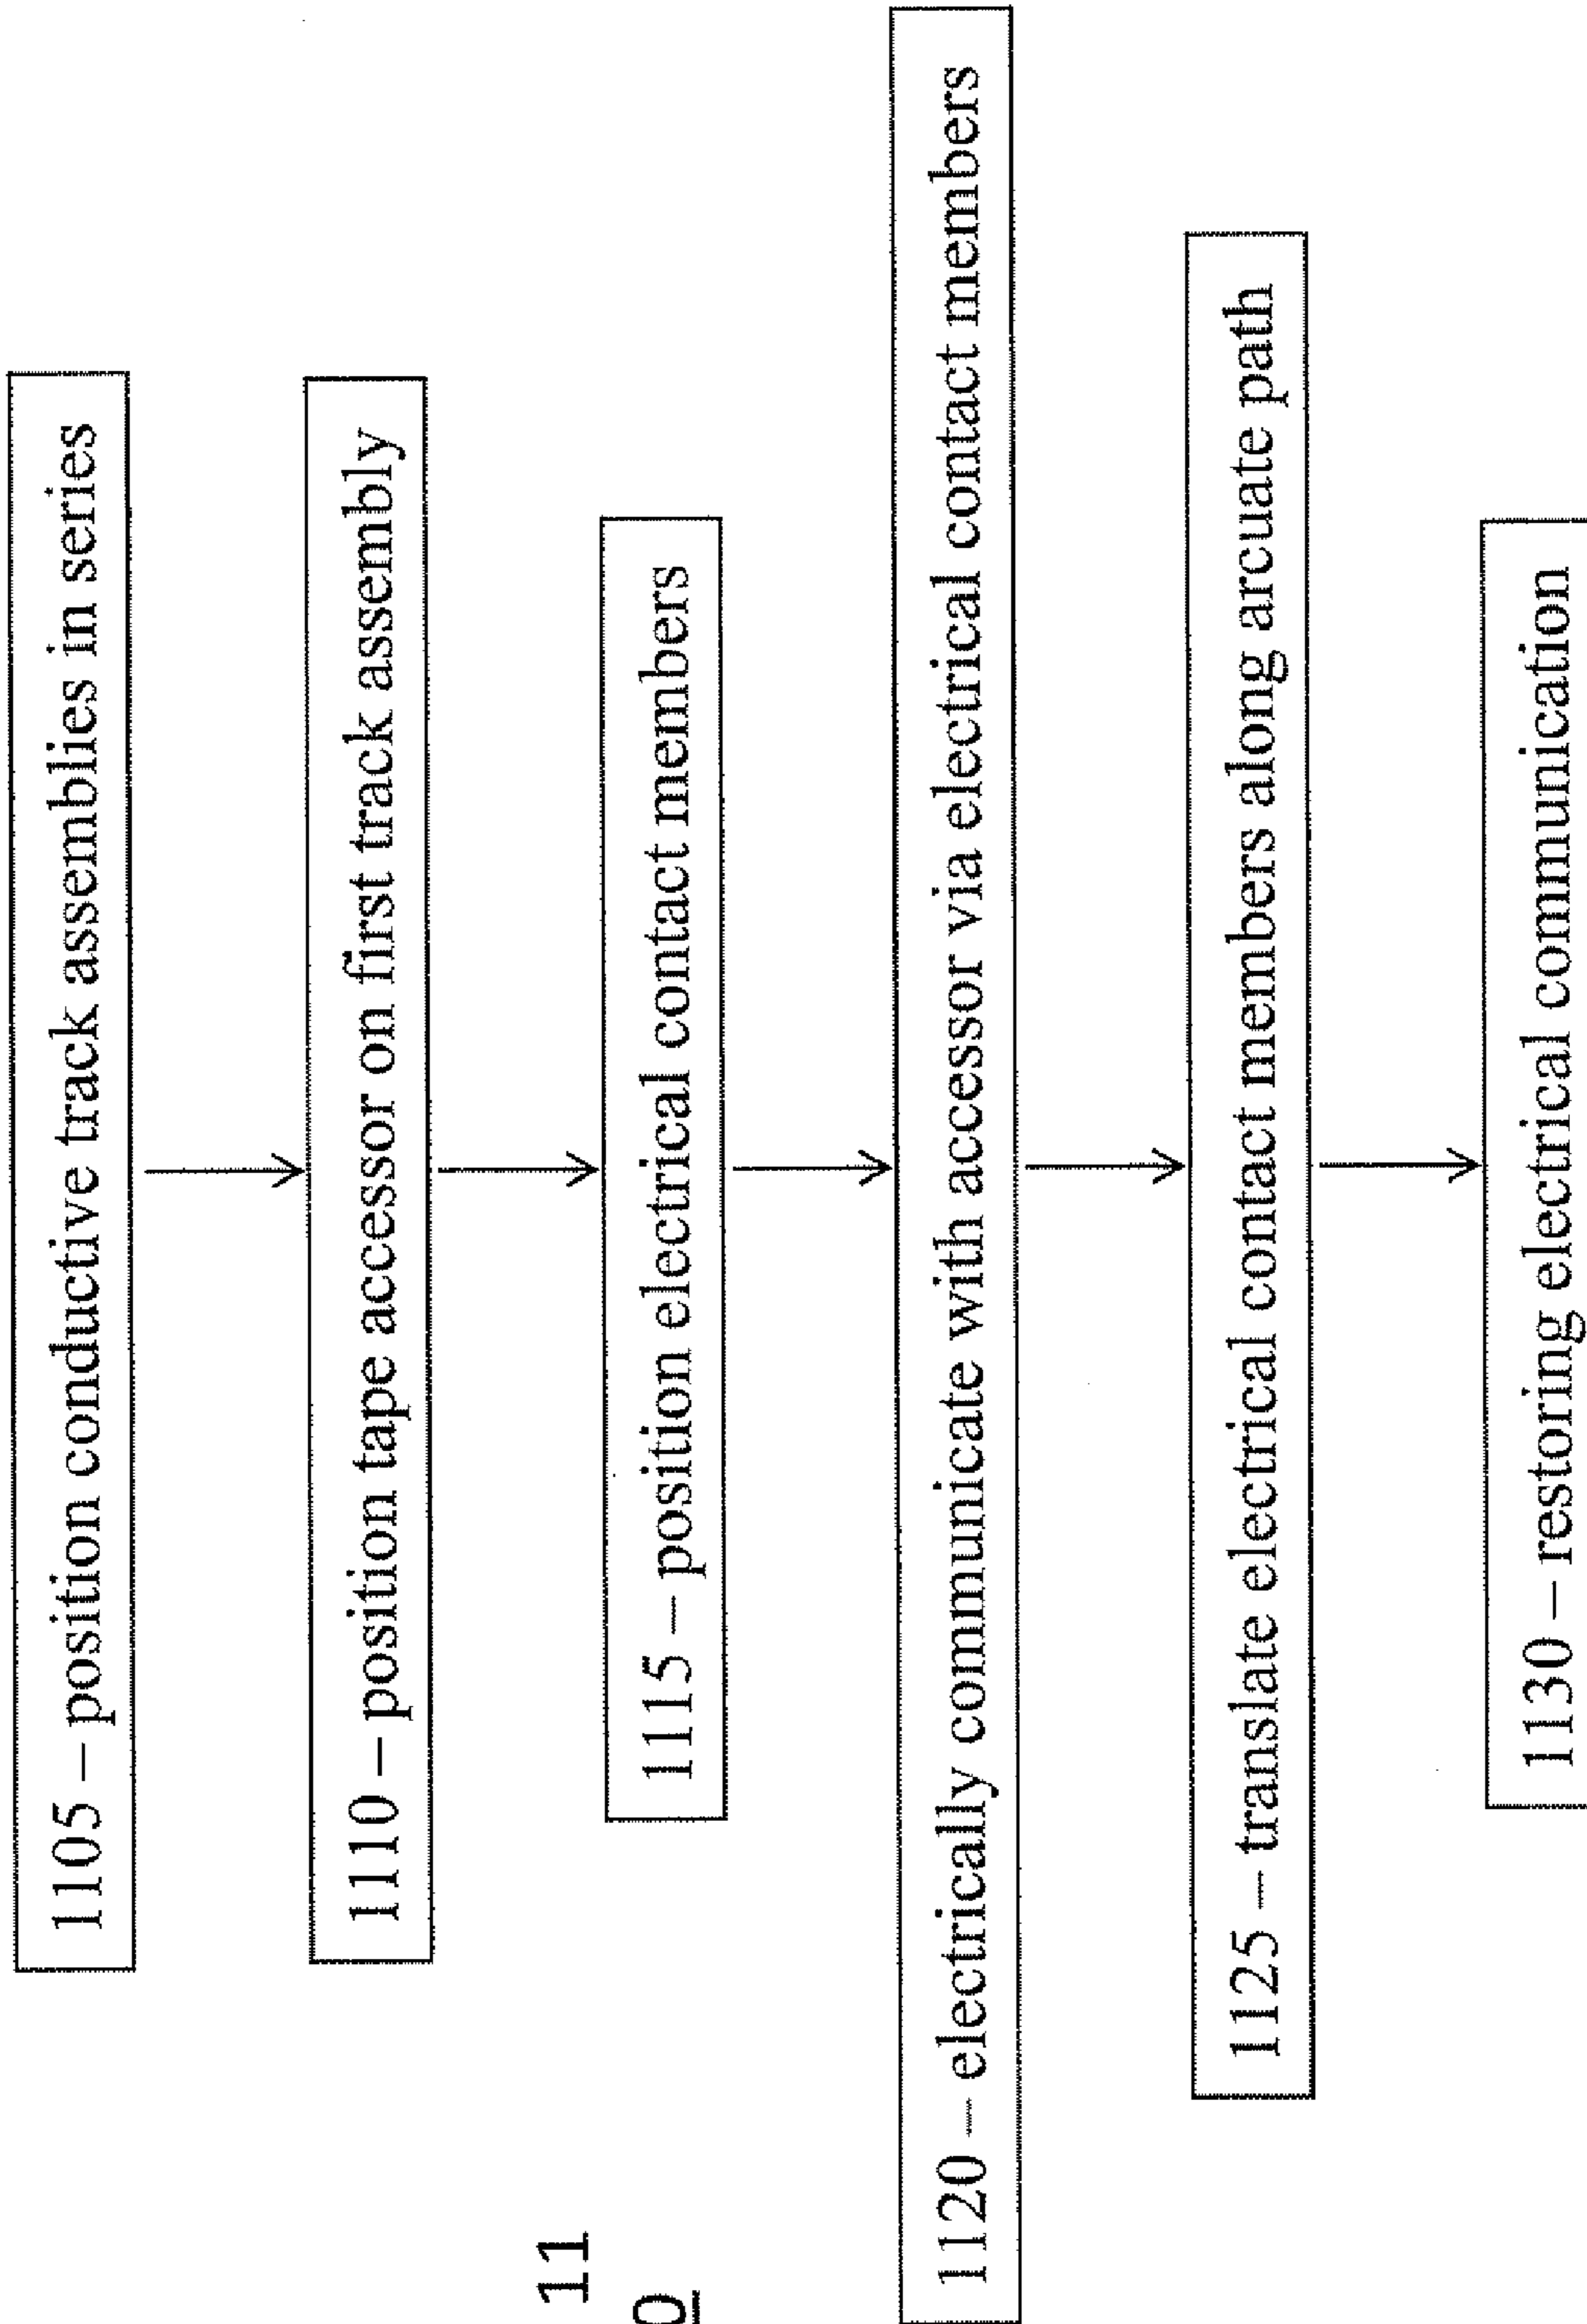 1105 – position conductive track assemblies in series
1110 – position tape accessor on first track assembly
1115 – position electrical contact members
11
0
1120 – electrically communicate with accessor via electrical contact members
1125 – translate electrical contact members along arcuate path
1130 – restoring electrical communication